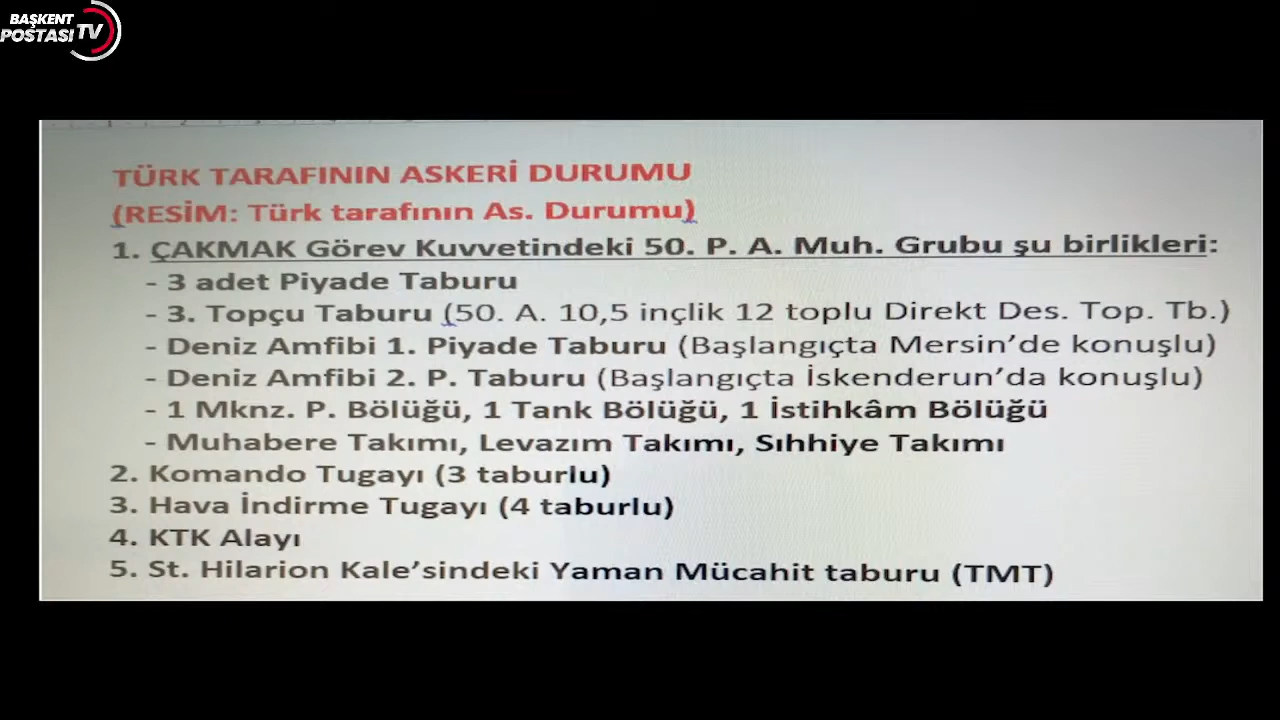 BAŞKENT
POSTASI TV
TÜRK TARAFININ ASKERİ DURUMU
(RESİM: Türk tarafının As. Durumu)
1. ÇAKMAK Görev Kuvvetindeki 50. P. A. Muh. Grubu şu birlikleri:
- 3 adet Piyade Taburu
- 3. Topçu Taburu (50. A. 10,5 inçlik 12 toplu Direkt Des. Top. Tb.)
- Deniz Amfibi 1. Piyade Taburu (Başlangıçta Mersin’de konuşlu)
- Deniz Amfibi 2. P. Taburu (Başlangıçta İskenderun’da konuşlu)
- 1 Mknz. P. Bölüğü, 1 Tank Bölüğü, 1 İstihkâm Bölüğü
- Muhabere Takımı, Levazım Takımı, Sıhhiye Takımı
2. Komando Tugayı (3 taburlu)
3. Hava İndirme Tugayı (4 taburlu)
4. KTK Alayı
5. St. Hilarion Kale’sindeki Yaman Mücahit taburu (TMT)